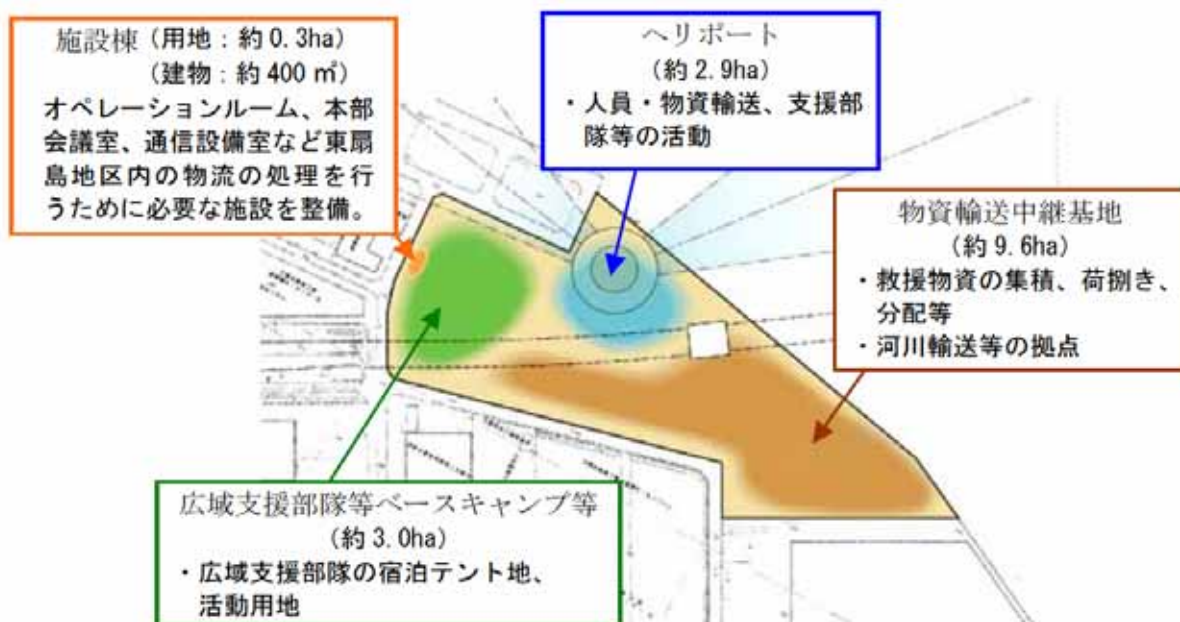 施設棟(用地:約0.3ha)
(建物:約400㎡)
オペレーションルーム、本部
会議室、通信設備室など東扇
島地区内の物流の処理を行
うために必要な施設を整備。
ヘリポート
(約2.9ha)
・人員・物資輸送、支援部
隊等の活動
物資輸送中継基地
(約9.6ha)
・救援物資の集積、荷捌き、
分配等
・河川輸送等の拠点
広域支援部隊等ベースキャンプ等
(約3.0ha)
・広域支援部隊の宿泊テント地、
活動用地